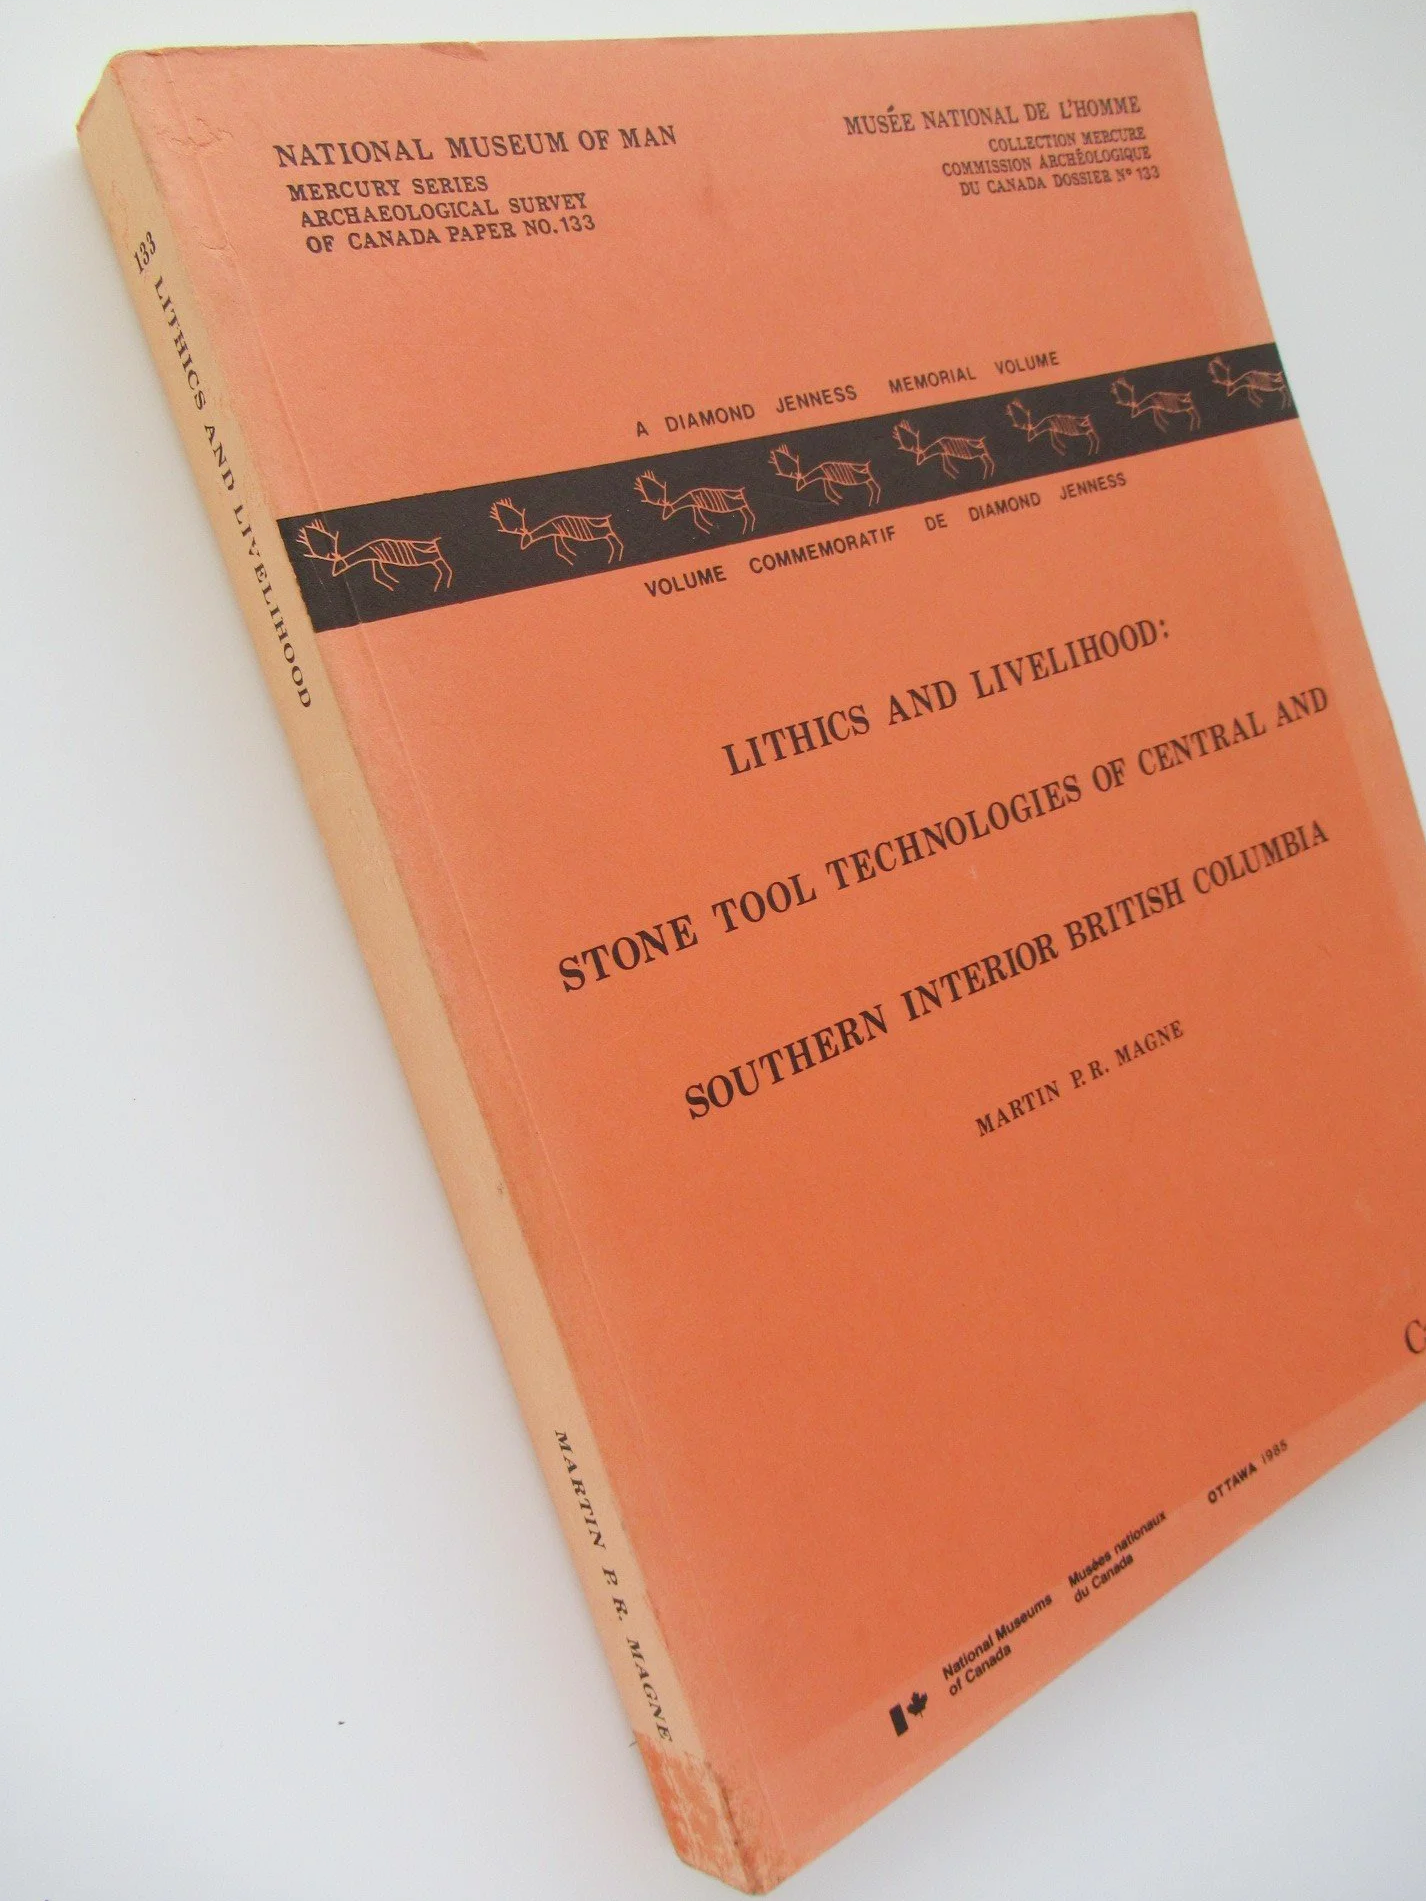 NATIONAL MUSEUM OF MAN
MERCURY SERIES
ARCHAEOLOGICAL SURVEY
OF CANADA PAPER NO. 133
MUSÉE NATIONAL DE L'HOMME
COLLECTION MERCURE
COMMISSION ARCHÉOLOGIQUE
DU CANADA DOSSIER N° 133
A DIAMOND JENNESS MEMORIAL VOLUME
VOLUME COMMEMORATIF DE DIAMOND JENNESS
LITHICS AND LIVELIHOOD:
STONE TOOL TECHNOLOGIES OF CENTRAL AND
SOUTHERN INTERIOR BRITISH COLUMBIA
MARTIN P. R. MAGNE
National Museums
of Canada
Musées nationaux
du Canada
OTTAWA 1985
133 LITHICS AND LIVELIHOOD
MARTIN P. R. MAGNE